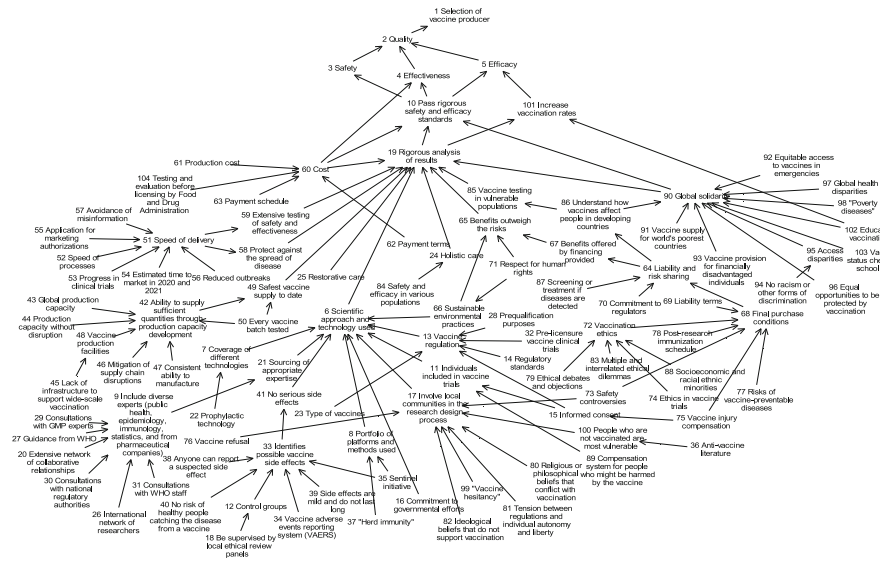 1 Selection of
vaccine producer
2 Quality
3 Safety
5 Efficacy
4 Effectiveness
10 Pass rigorous
safety and efficacy
standards
101 Increase
vaccination rates
19 Rigorous analysis
of results
61 Production cost
60 Cost
104 Testing and
evaluation before
licensing by Food
and Drug
Administration
63 Payment schedule
85 Vaccine testing
in vulnerable
populations
86 Understand how
vaccines affect
people in developing
countries
90 Global solidarity
92 Equitable access
to vaccines in
emergencies
97 Global health
disparities
98 "Poverty
diseases"
102
vaccination
103
status
school
57 Avoidance of
misinformation
55 Application for
marketing
authorizations
51 Speed of delivery
59 Extensive testing
of safety and
effectiveness
58 Protect against
the spread of
disease
52 Speed of
processes
53 Progress in
clinical trials
54 Estimated time to
market in 2020 and
2021
56 Reduced outbreaks
62 Payment terms
65 Benefits outweigh
the risks
67 Benefits offered
by financing
provided
91 Vaccine supply
for world's poorest
countries
95 Access
disparities
24 Holistic care
64 Liability and
risk sharing
93 Vaccine provision
for financially
disadvantaged
individuals
94 No racism or
other forms of
discrimination
96 Equal
opportunities to be
protected by
vaccination
25 Restorative care
71 Respect for human
rights
87 Screening or
treatment if
diseases are
detected
84 Safety and
efficacy in various
populations
49 Safest vaccine
supply to date
43 Global production
capacity
42 Ability to supply
sufficient
quantities through
production capacity
development
44 Production
capacity without
disruption
50 Every vaccine
batch tested
48 Vaccine
production
facilities
46 Mitigation of
supply chain
disruptions
47 Consistent
ability to
manufacture
6 Scientific
approach and
technology used
66 Sustainable
environmental
practices
70 Commitment to
regulators
69 Liability terms
68 Final purchase
conditions
28 Prequalification
purposes
72 Vaccination
ethics
78 Post-research
immunization
schedule
32 Pre-licensure
vaccine clinical
trials
13 Vaccine
regulation
14 Regulatory
standards
7 Coverage of
different
technologies
21 Sourcing of
appropriate
expertise
11 Individuals
included in vaccine
trials
79 Ethical debates
and objections
83 Multiple and
interrelated ethical
dilemmas
88 Socioeconomic and
racial ethnic
minorities
77 Risks of
vaccine-preventable
diseases
45 Lack of
infrastructure to
support wide-scale
vaccination
41 No serious side
effects
74 Ethics in
vaccine trials
9 Include diverse
experts (public
health,
epidemiology,
immunology,
statistics, and from
pharmaceutical
companies)
17 Involve local
communities in the
research design
process
73 Safety
controversies
22 Prophylactic
technology
23 Type of vaccines
15 Informed consent
75 Vaccine injury
compensation
29 Consultations with
GMP experts
27 Guidance from WHO
76 Vaccine refusal
100 People who are
not vaccinated are
most vulnerable
36 Anti-vaccine
literature
20 Extensive network
of collaborative
relationships
38 Anyone can report
a suspected side
effect
33 Identifies
possible vaccine
side effects
8 Portfolio of
platforms and
methods used
89 Compensation system
for people
who might be harmed
by the vaccine
30 Consultations with
national regulatory
authorities
31 Consultations
with WHO staff
35 Sentinel
initiative
80 Religious or
philosophical
beliefs that
conflict with
vaccination
26 International
network of
researchers
40 No risk of
healthy people
catching the disease
from a vaccine
12 Control groups
39 Side effects are
mild and do not last
long
99 "Vaccine
hesitancy"
16 Commitment to
governmental efforts
81 Tension between
regulations and
individual autonomy
and liberty
34 Vaccine adverse
events reporting
system (VAERS)
37 "Herd immunity"
82 Ideological
beliefs that do not
support vaccination
18 Be supervised by
local ethical review
panels